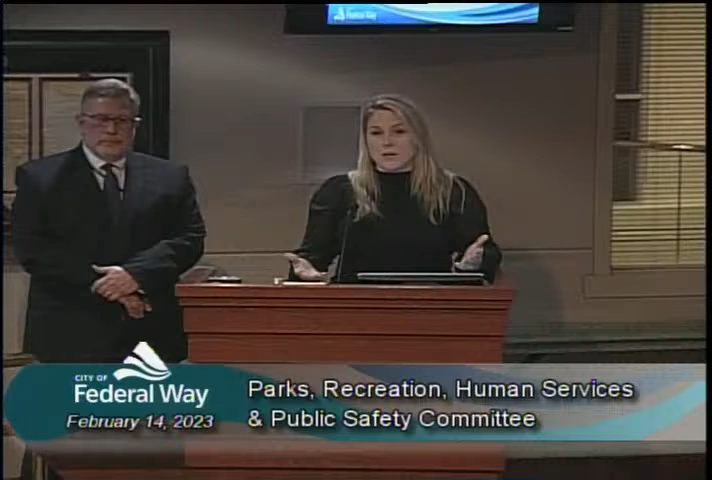 Federal Way
CITY OF
Federal Way
February 14, 2023
Parks, Recreation, Human Services
& Public Safety Committee